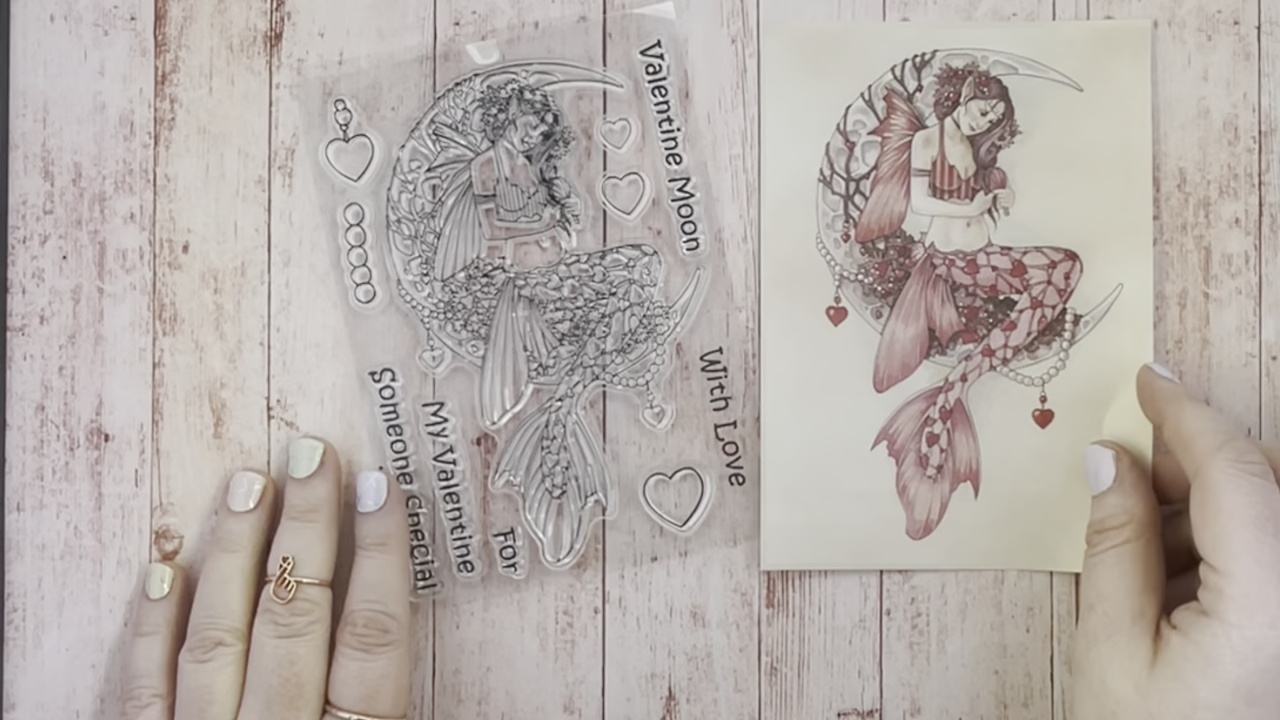 Valentine Moon
With Love
For
My Valentine
Someone Special